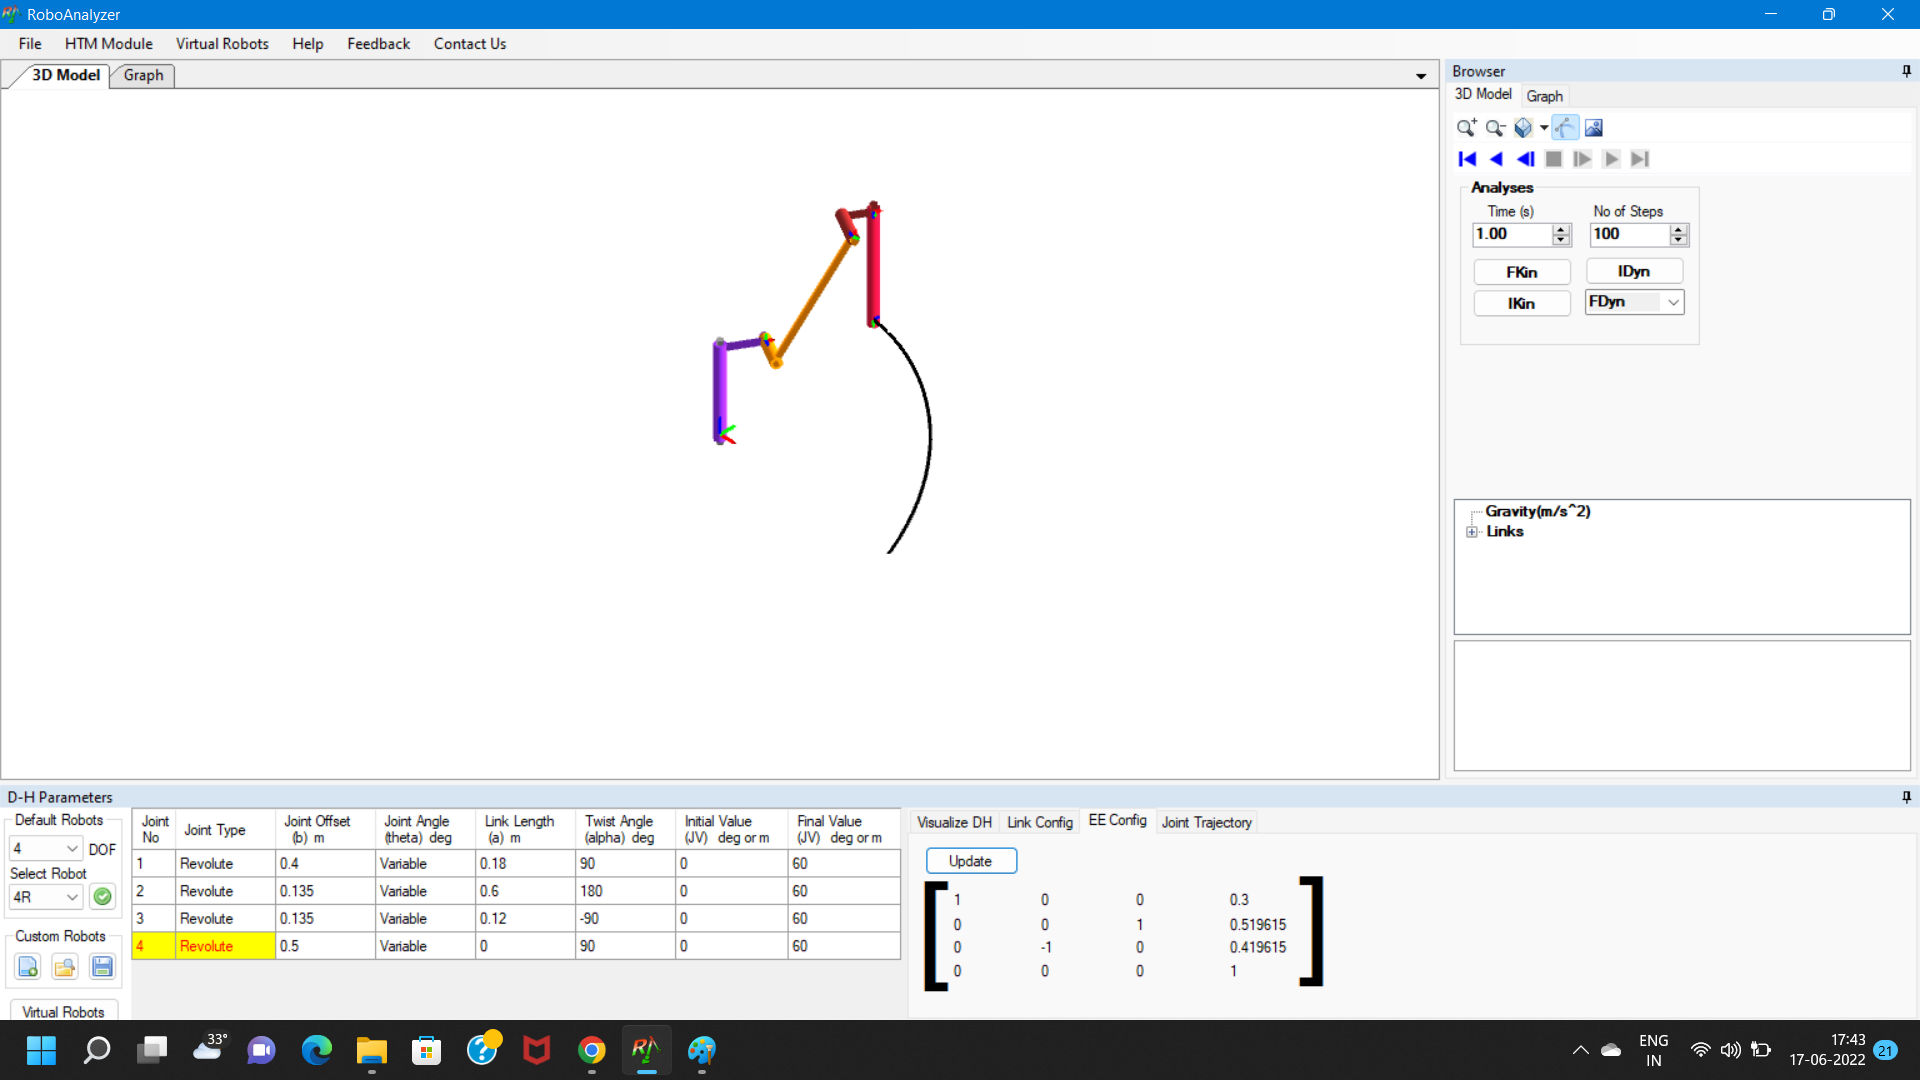 RoboAnalyzer
File HTM Module Virtual Robots Help Feedback Contact Us
3D Model Graph
Browser
3D Model Graph
Analyses
Time (s) No of Steps
1.00 100
FKin IDyn
IKin FDyn
Gravity(m/s^2)
Links
D-H Parameters
Default Robots
4 DOF
Select Robot
4R
Custom Robots
Virtual Robots
Joint No Joint Type Joint Offset (b) m Joint Angle (theta) deg Link Length (a) m Twist Angle (alpha) deg Initial Value (JV) deg or m Final Value (JV) deg or m
1 Revolute 0.4 Variable 0.18 90 0 60
2 Revolute 0.135 Variable 0.6 180 0 60
3 Revolute 0.135 Variable 0.12 -90 0 60
4 Revolute 0.5 Variable 0 90 0 60
Visualize DH Link Config EE Config Joint Trajectory
Update
1 0 0 0.3
0 0 1 0.519615
0 -1 0 0.419615
0 0 0 1
33°
ENG
IN
17:43
17-06-2022
21